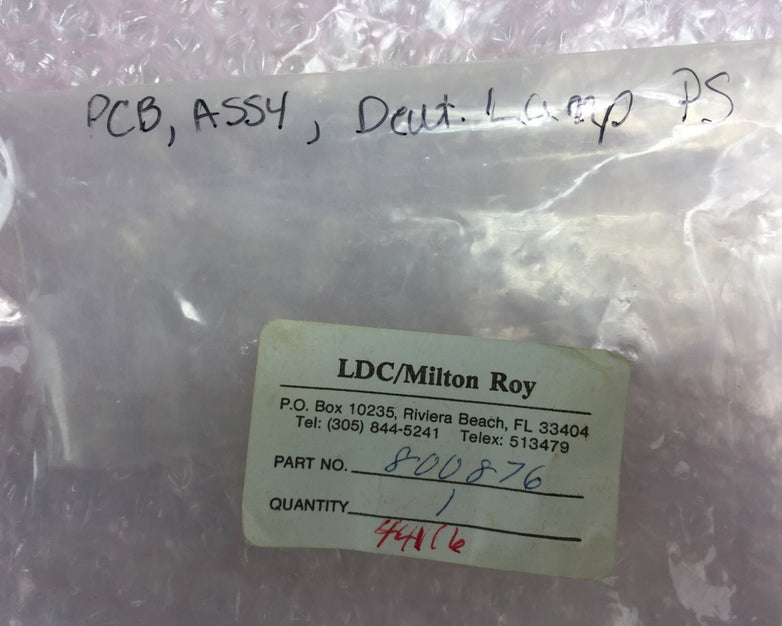 PCB, ASSY, Deut. Lamp PS
LDC/Milton Roy
P.O. Box 10235, Riviera Beach, FL 33404
Tel: (305) 844-5241 Telex: 513479
PART NO. 800876
QUANTITY 1